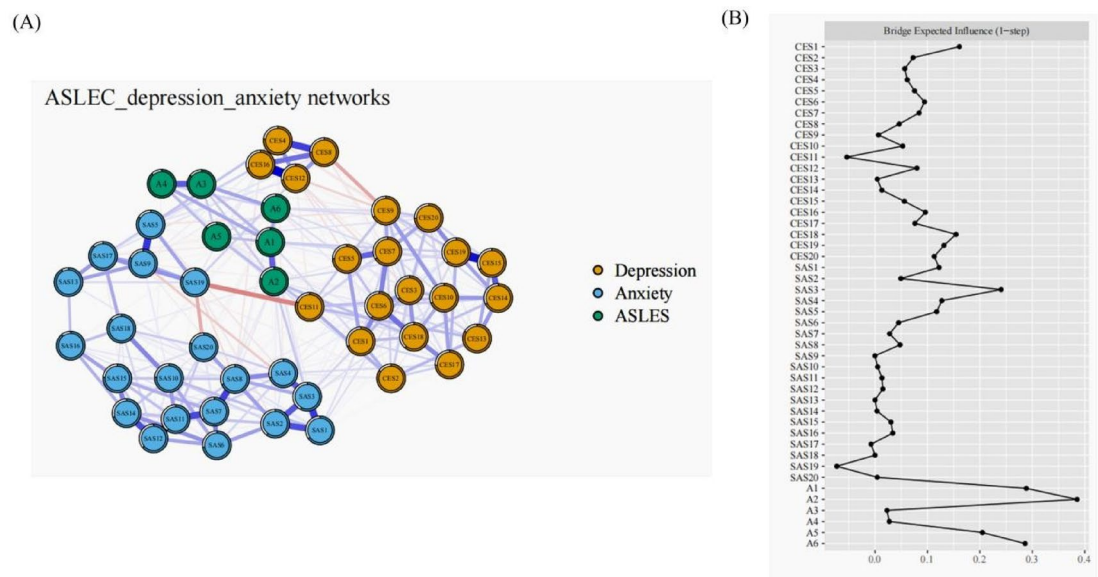 (A)
(B)
ASLEC_depression_anxiety networks
CES4
CES8
CES16
CES12
A4
A3
A6
SAS5
A5
A1
CES9
CES20
SAS17
SAS9
CES5
CES7
CES19
CES15
SAS13
SAS19
A2
CES3
CES11
CES6
CES10
CES14
SAS18
SAS16
SAS20
CES1
CES18
CES13
CES17
SAS15
SAS10
SAS8
SAS4
CES2
SAS3
SAS14
SAS11
SAS7
SAS2
SAS1
SAS12
SAS6
Depression
Anxiety
ASLES
Bridge Expected Influence (1−step)
CES1
CES2
CES3
CES4
CES5
CES6
CES7
CES8
CES9
CES10
CES11
CES12
CES13
CES14
CES15
CES16
CES17
CES18
CES19
CES20
SAS1
SAS2
SAS3
SAS4
SAS5
SAS6
SAS7
SAS8
SAS9
SAS10
SAS11
SAS12
SAS13
SAS14
SAS15
SAS16
SAS17
SAS18
SAS19
SAS20
A1
A2
A3
A4
A5
A6
0.0 0.1 0.2 0.3 0.4